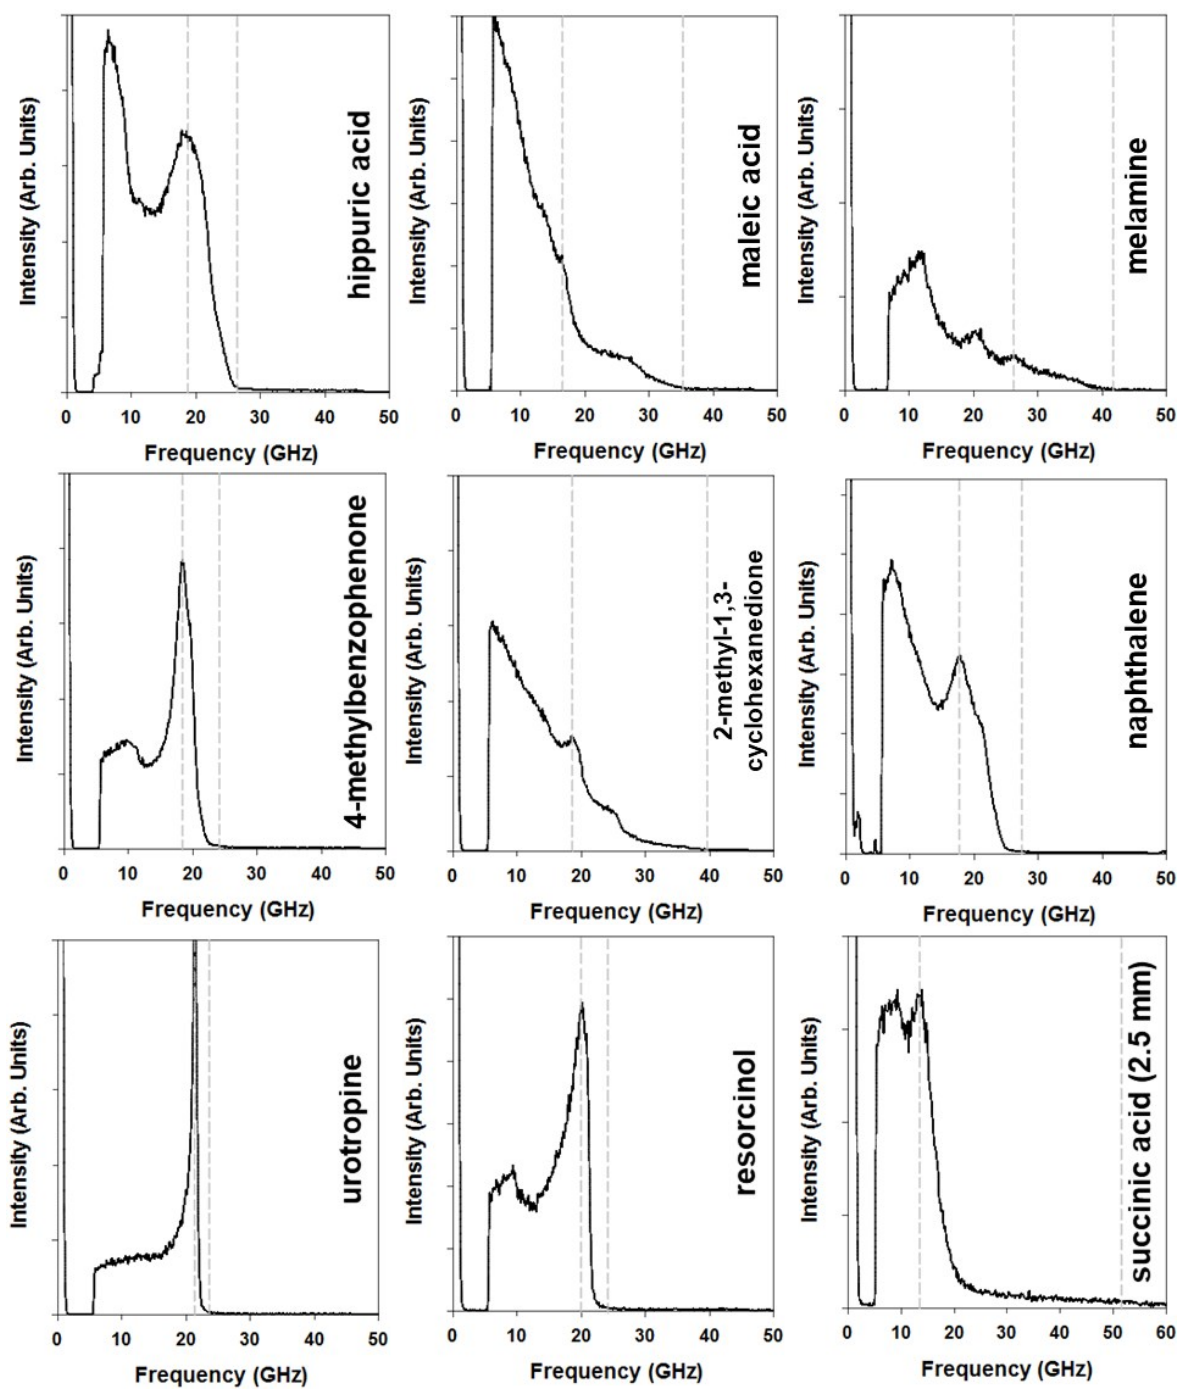 Intensity (Arb. Units)
hippuric acid
0 10 20 30 40 50
Frequency (GHz)
Intensity (Arb. Units)
maleic acid
0 10 20 30 40 50
Frequency (GHz)
Intensity (Arb. Units)
melamine
0 10 20 30 40 50
Frequency (GHz)
Intensity (Arb. Units)
4-methylbenzophenone
0 10 20 30 40 50
Frequency (GHz)
Intensity (Arb. Units)
2-methyl-1,3-
cyclohexanedione
0 10 20 30 40 50
Frequency (GHz)
Intensity (Arb. Units)
naphthalene
0 10 20 30 40 50
Frequency (GHz)
Intensity (Arb. Units)
urotropine
0 10 20 30 40 50
Frequency (GHz)
Intensity (Arb. Units)
resorcinol
0 10 20 30 40 50
Frequency (GHz)
Intensity (Arb. Units)
succinic acid (2.5 mm)
0 10 20 30 40 50 60
Frequency (GHz)